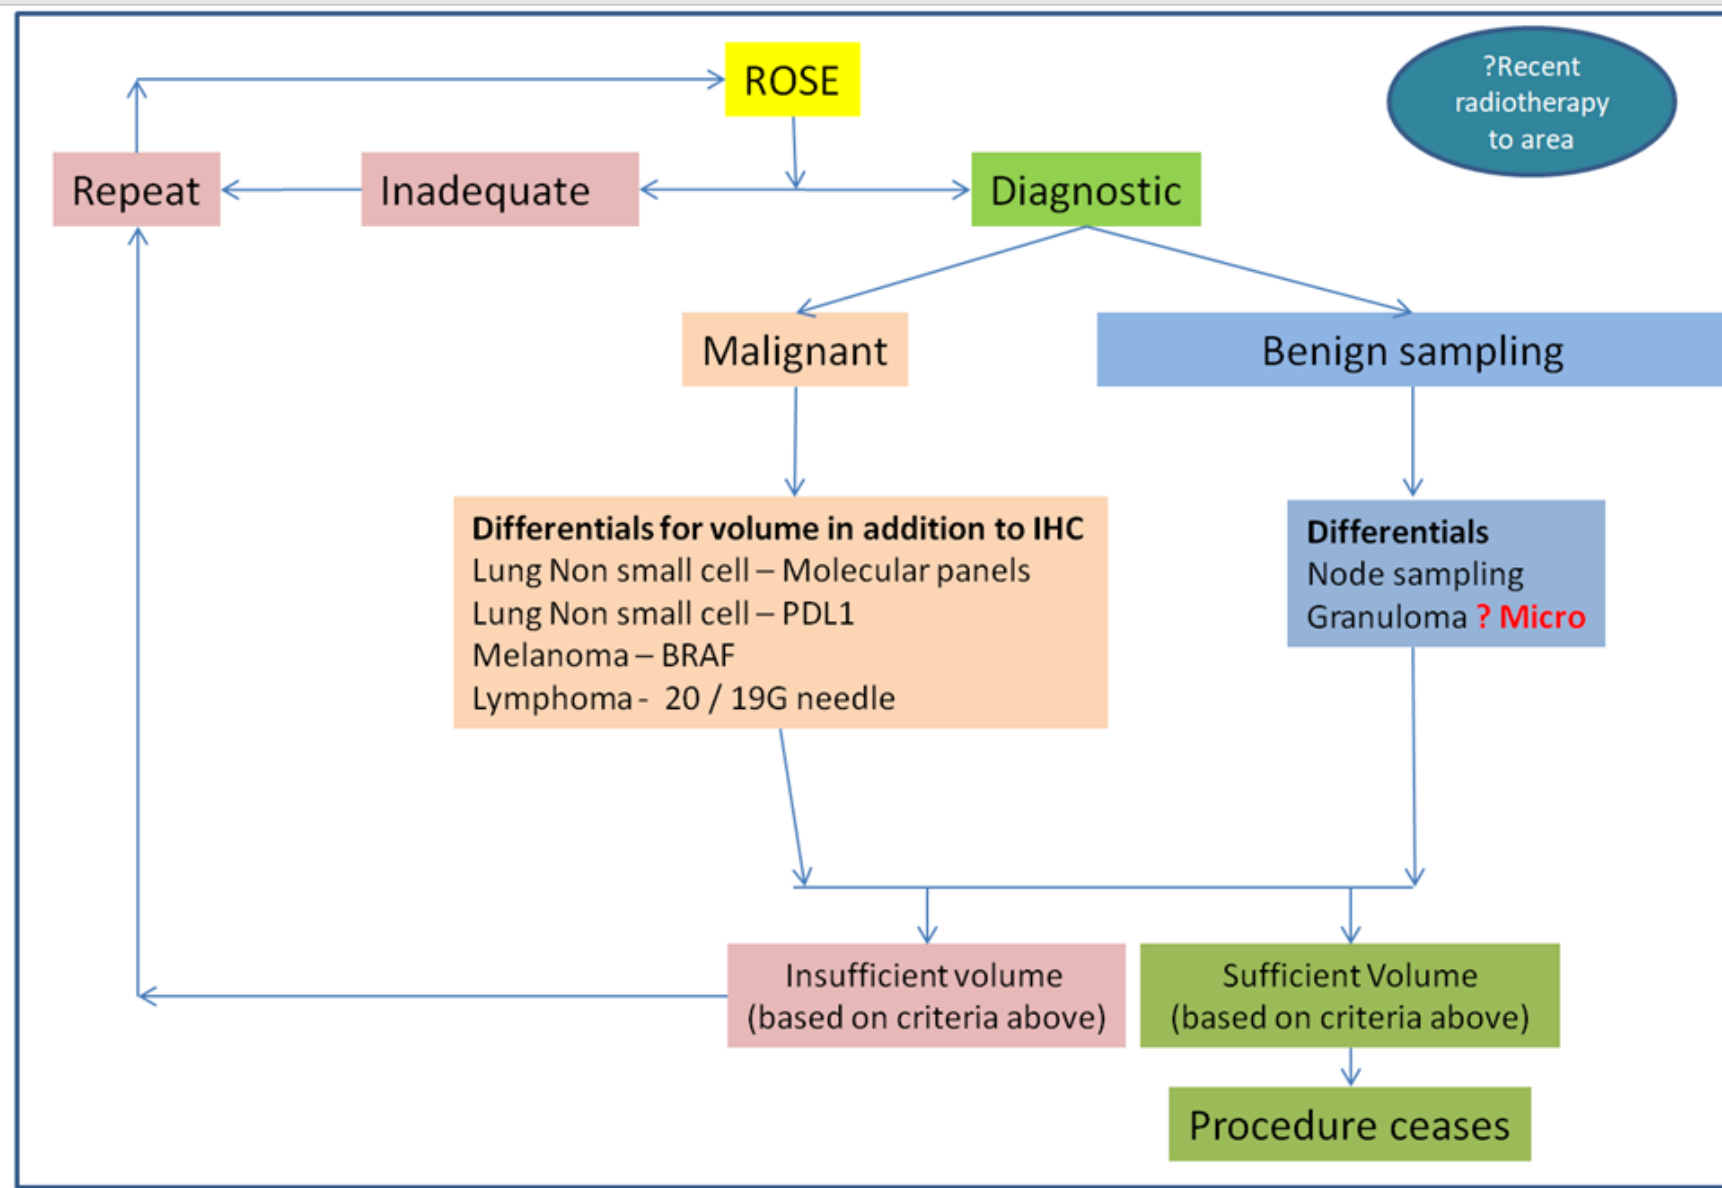 ROSE
?Recent
radiotherapy
to area
Repeat
Inadequate
Diagnostic
Malignant
Benign sampling
Differentials for volume in addition to IHC
Lung Non small cell – Molecular panels
Lung Non small cell – PDL1
Melanoma – BRAF
Lymphoma - 20 / 19G needle
Differentials
Node sampling
Granuloma ? Micro
Insufficient volume
(based on criteria above)
Sufficient Volume
(based on criteria above)
Procedure ceases